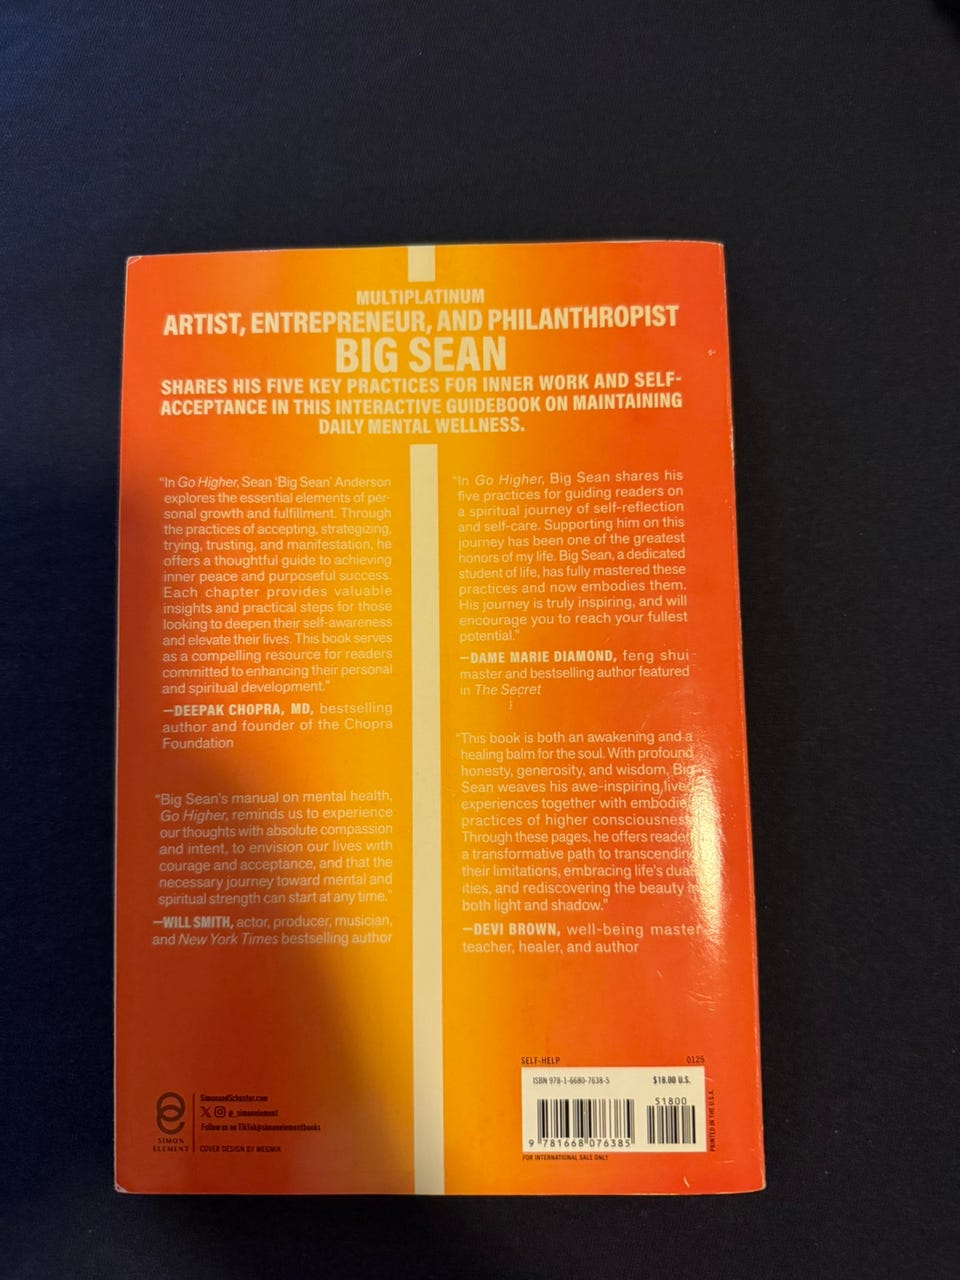 MULTIPLATINUM
ARTIST, ENTREPRENEUR, AND PHILANTHROPIST
BIG SEAN
SHARES HIS FIVE KEY PRACTICES FOR INNER WORK AND SELF-
ACCEPTANCE IN THIS INTERACTIVE GUIDEBOOK ON MAINTAINING
DAILY MENTAL WELLNESS.
“In Go Higher, Sean ‘Big Sean’ Anderson
explores the essential elements of per-
sonal growth and fulfillment. Through
the practices of accepting, strategizing,
trying, trusting, and manifestation, he
offers a thoughtful guide to achieving
inner peace and purposeful success.
Each chapter provides valuable
insights and practical steps for those
looking to deepen their self-awareness
and elevate their lives. This book serves
as a compelling resource for readers
committed to enhancing their personal
and spiritual development.”
—DEEPAK CHOPRA, MD, bestselling
author and founder of the Chopra
Foundation
“Big Sean’s manual on mental health,
Go Higher, reminds us to experience
our thoughts with absolute compassion
and intent, to envision our lives with
courage and acceptance, and that the
necessary journey toward mental and
spiritual strength can start at any time.”
—WILL SMITH, actor, producer, musician,
and New York Times bestselling author
“In Go Higher, Big Sean shares his
five practices for guiding readers on
a spiritual journey of self-reflection
and self-care. Supporting him on this
journey has been one of the greatest
honors of my life. Big Sean, a dedicated
student of life, has fully mastered these
practices and now embodies them.
His journey is truly inspiring, and will
encourage you to reach your fullest
potential.”
—DAME MARIE DIAMOND, feng shui
master and bestselling author featured
in The Secret
“This book is both an awakening and a
healing balm for the soul. With profound
honesty, generosity, and wisdom, Big
Sean weaves his awe-inspiring lived
experiences together with embodied
practices of higher consciousness.
Through these pages, he offers readers
a transformative path to transcending
their limitations, embracing life’s dual-
ities, and rediscovering the beauty in
both light and shadow.”
—DEVI BROWN, well-being master
teacher, healer, and author
SIMON
ELEMENT
SimonandSchuster.com
@_simonelement
Follow us on TikTok@simonelementbooks
COVER DESIGN BY MEGMIK
SELF-HELP 0125
ISBN 978-1-6680-7638-5 $18.00 U.S.
51800
9 781668 076385
FOR INTERNATIONAL SALE ONLY
PRINTED IN THE U.S.A.